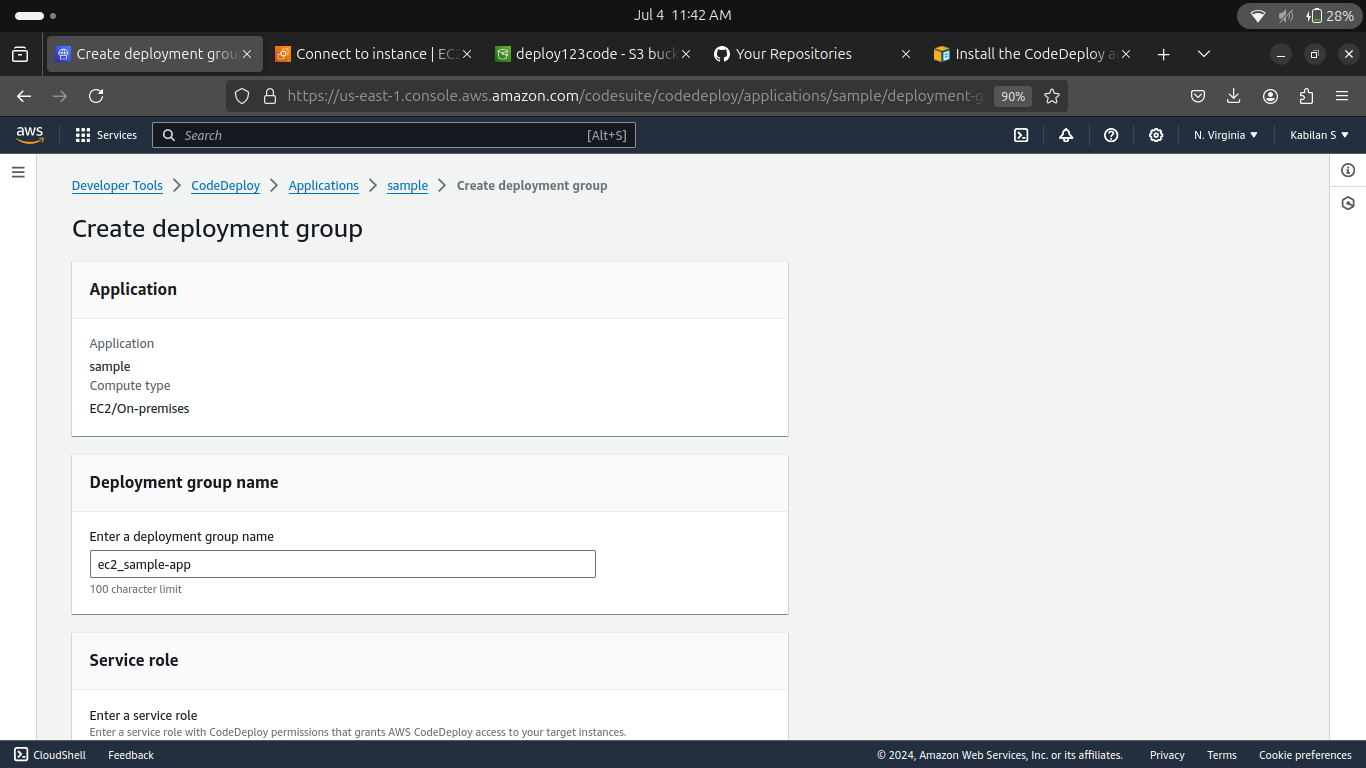 Jul 4 11:42 AM
28%
Create deployment grou
Connect to instance | EC2
deploy123code - S3 buck
Your Repositories
Install the CodeDeploy a
https://us-east-1.console.aws.amazon.com/codesuite/codedeploy/applications/sample/deployment-g
90%
aws
Services
Search
[Alt+S]
N. Virginia
Kabilan S
Developer Tools
CodeDeploy
Applications
sample
Create deployment group
Create deployment group
Application
Application
sample
Compute type
EC2/On-premises
Deployment group name
Enter a deployment group name
ec2_sample-app
100 character limit
Service role
Enter a service role
Enter a service role with CodeDeploy permissions that grants AWS CodeDeploy access to your target instances.
CloudShell
Feedback
© 2024, Amazon Web Services, Inc. or its affiliates.
Privacy
Terms
Cookie preferences